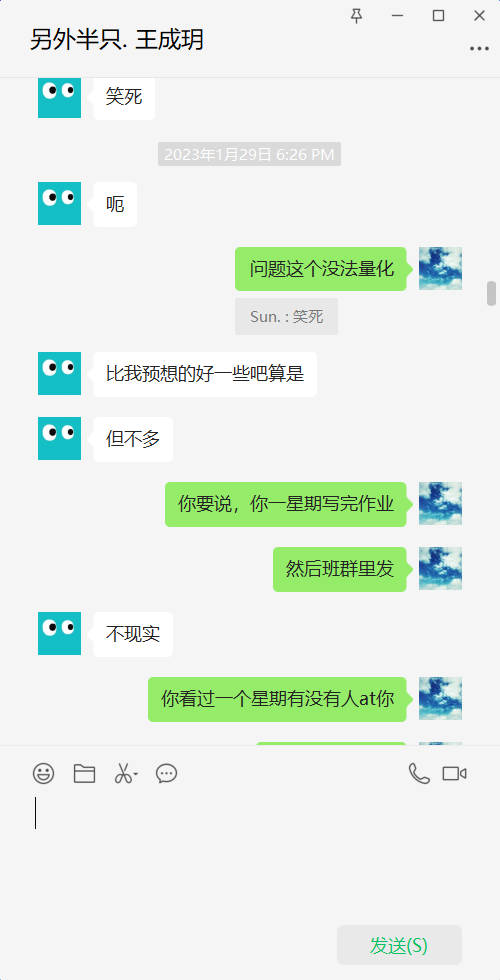 另外半只. 王成玥
笑死
2023年1月29日 6:26 PM
呃
问题这个没法量化
Sun. : 笑死
比我预想的好一些吧算是
但不多
你要说，你一星期写完作业
然后班群里发
不现实
你看过一个星期有没有人at你
发送(S)